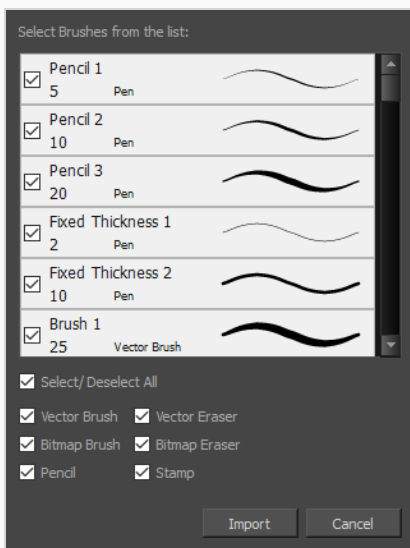 Select Brushes from the list:
Pencil 1
5 Pen
Pencil 2
10 Pen
Pencil 3
20 Pen
Fixed Thickness 1
2 Pen
Fixed Thickness 2
10 Pen
Brush 1
25 Vector Brush
Select/Deselect All
Vector Brush Vector Eraser
Bitmap Brush Bitmap Eraser
Pencil Stamp
Import Cancel